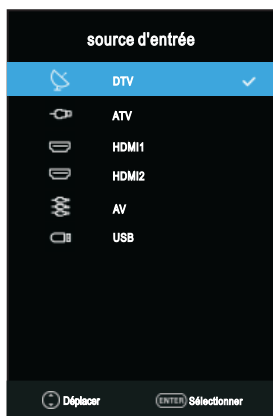 source d'entrée
DTV
ATV
HDMI1
HDMI2
AV
USB
Déplacer ENTER Sélectionner